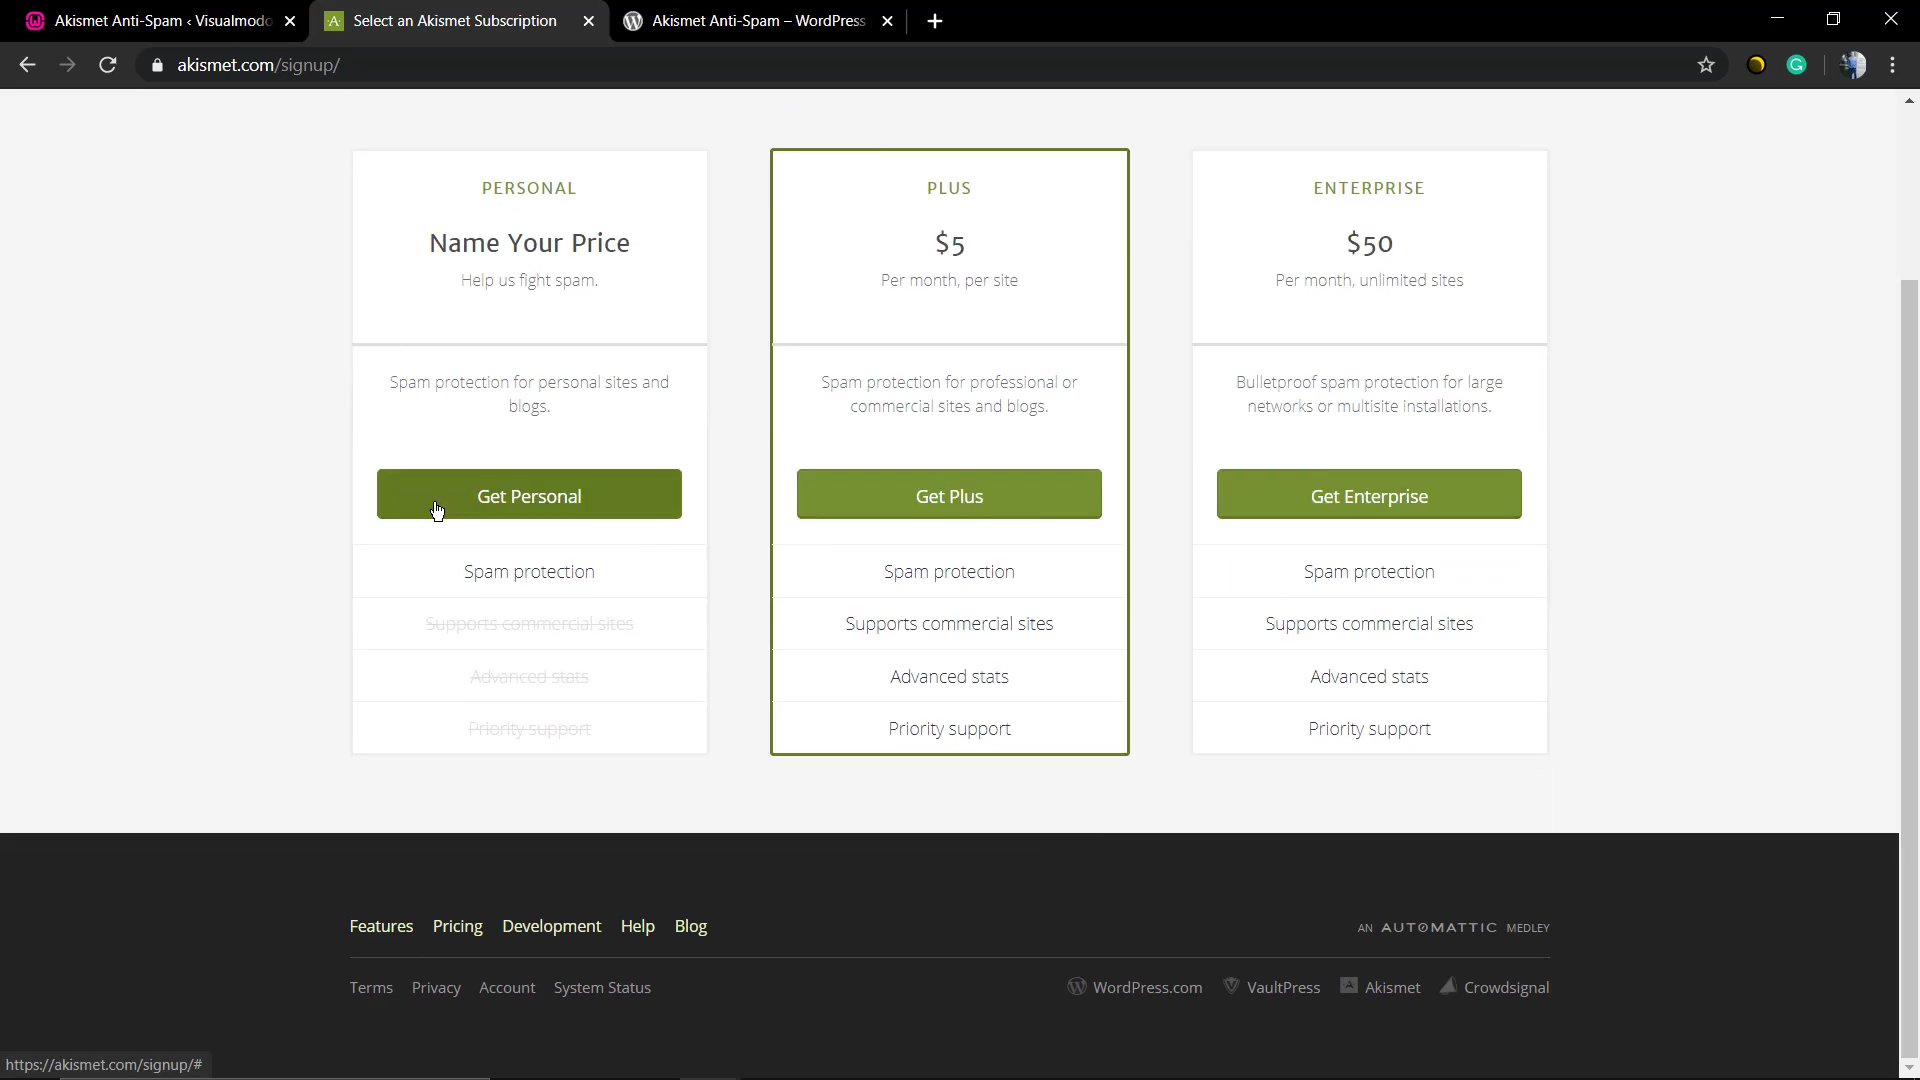 Akismet Anti-Spam ‹ Visualmodo
Select an Akismet Subscription
Akismet Anti-Spam – WordPress
akismet.com/signup/
PERSONAL
Name Your Price
Help us fight spam.
Spam protection for personal sites and
blogs.
Get Personal
Spam protection
Supports commercial sites
Advanced stats
Priority support
PLUS
$5
Per month, per site
Spam protection for professional or
commercial sites and blogs.
Get Plus
Spam protection
Supports commercial sites
Advanced stats
Priority support
ENTERPRISE
$50
Per month, unlimited sites
Bulletproof spam protection for large
networks or multisite installations.
Get Enterprise
Spam protection
Supports commercial sites
Advanced stats
Priority support
Features Pricing Development Help Blog
AN AUTOMATTIC MEDLEY
Terms Privacy Account System Status
WordPress.com VaultPress Akismet Crowdsignal
https://akismet.com/signup/#